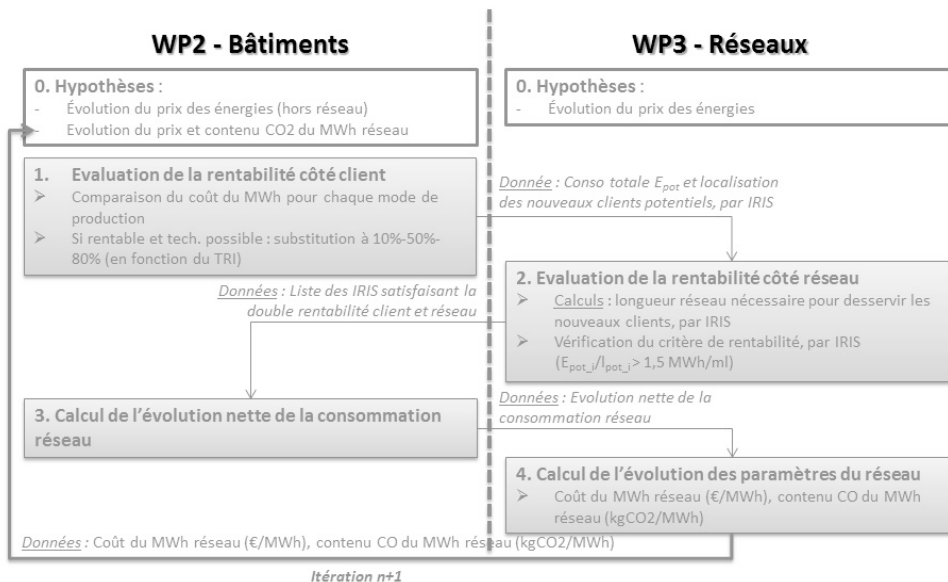 WP2 - Bâtiments
0. Hypothèses :
- Évolution du prix des énergies (hors réseau)
- Evolution du prix et contenu CO2 du MWh réseau
1. Evaluation de la rentabilité côté client
➢ Comparaison du coût du MWh pour chaque mode de
production
➢ Si rentable et tech. possible : substitution à 10%-50%-
80% (en fonction du TRI)
WP3 - Réseaux
0. Hypothèses :
- Évolution du prix des énergies
Donnée : Conso totale Epot et localisation
des nouveaux clients potentiels, par IRIS
2. Evaluation de la rentabilité côté réseau
➢ Calculs : longueur réseau nécessaire pour desservir les
nouveaux clients, par IRIS
➢ Vérification du critère de rentabilité, par IRIS
(Epot_i/lpot_i> 1,5 MWh/ml)
Données : Liste des IRIS satisfaisant la
double rentabilité client et réseau
3. Calcul de l'évolution nette de la consommation
réseau
Données : Evolution nette de la
consommation réseau
4. Calcul de l'évolution des paramètres du réseau
➢ Coût du MWh réseau (€/MWh), contenu CO du MWh
réseau (kgCO2/MWh)
Données : Coût du MWh réseau (€/MWh), contenu CO du MWh réseau (kgCO2/MWh)
Itération n+1